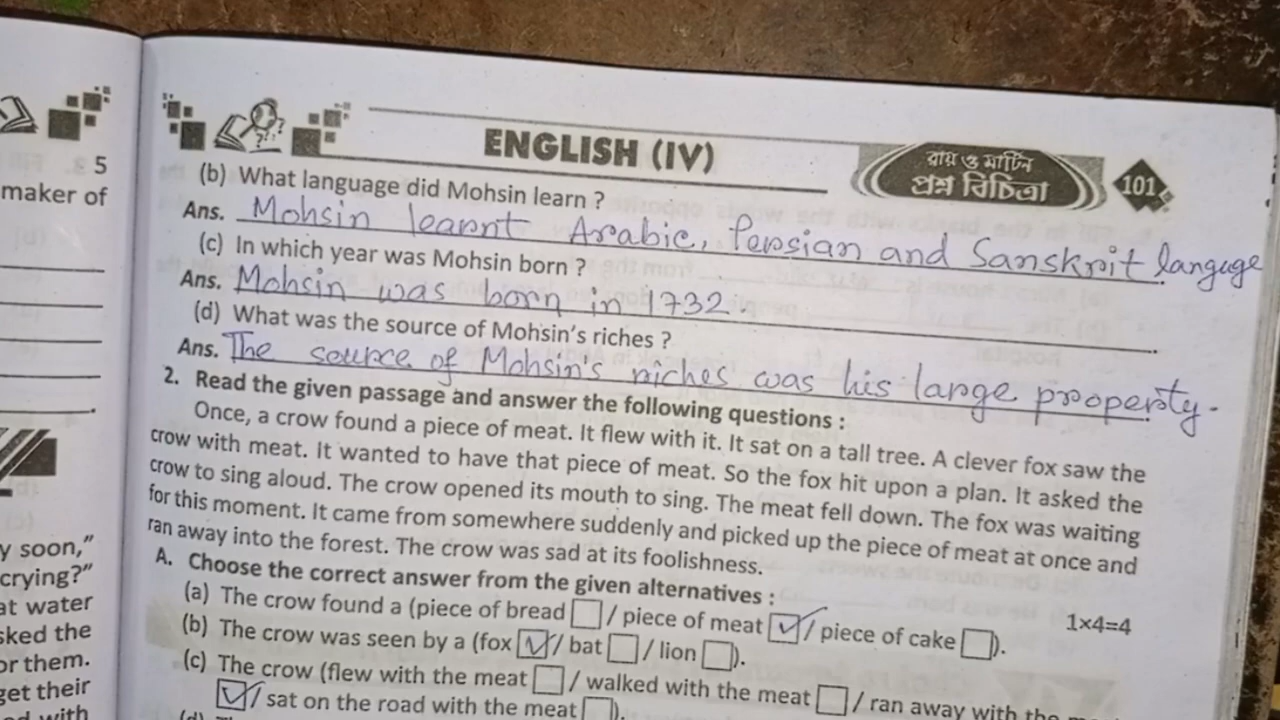 5
maker of
y soon,”
crying?”
at water
sked the
or them.
get their
ed with
ENGLISH (IV)
রায় ও মার্টিন
প্রশ্ন বিচিত্রা
101
(b) What language did Mohsin learn ?
Ans. Mohsin learnt Arabic, Persian and Sanskrit languge
(c) In which year was Mohsin born ?
Ans. Mohsin was born in 1732.
(d) What was the source of Mohsin’s riches ?
Ans. The source of Mohsin's riches was his large property.
2. Read the given passage and answer the following questions :
Once, a crow found a piece of meat. It flew with it. It sat on a tall tree. A clever fox saw the
crow with meat. It wanted to have that piece of meat. So the fox hit upon a plan. It asked the
crow to sing aloud. The crow opened its mouth to sing. The meat fell down. The fox was waiting
for this moment. It came from somewhere suddenly and picked up the piece of meat at once and
ran away into the forest. The crow was sad at its foolishness.
A. Choose the correct answer from the given alternatives : 1×4=4
(a) The crow found a (piece of bread / piece of meat ✓ / piece of cake ).
(b) The crow was seen by a (fox ✓ / bat / lion ).
(c) The crow (flew with the meat / walked with the meat / ran away with the
✓ / sat on the road with the meat ).